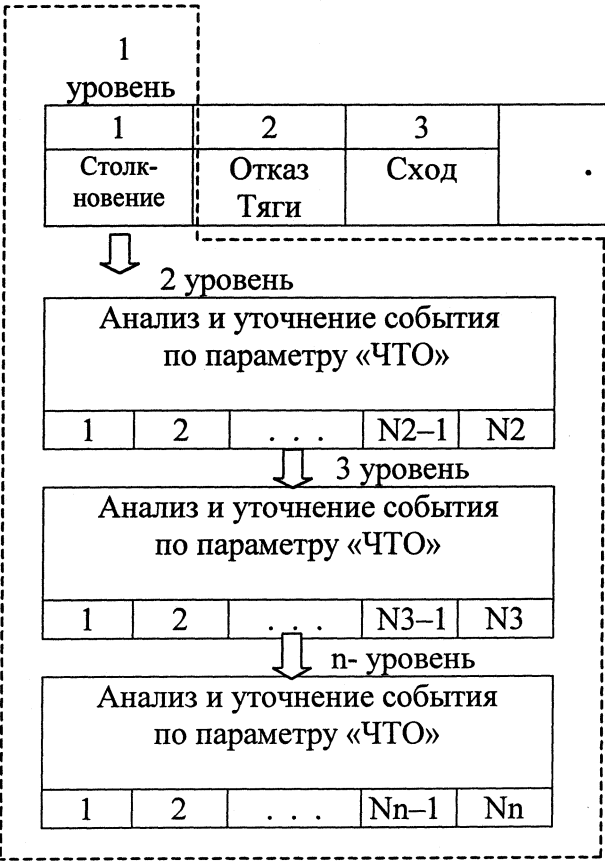 1
уровень
1 2 3
Столк-
новение
Отказ
Тяги
Сход
.
2 уровень
Анализ и уточнение события
по параметру «ЧТО»
1 2 . . . N2–1 N2
3 уровень
Анализ и уточнение события
по параметру «ЧТО»
1 2 . . . N3–1 N3
n- уровень
Анализ и уточнение события
по параметру «ЧТО»
1 2 . . . Nn–1 Nn